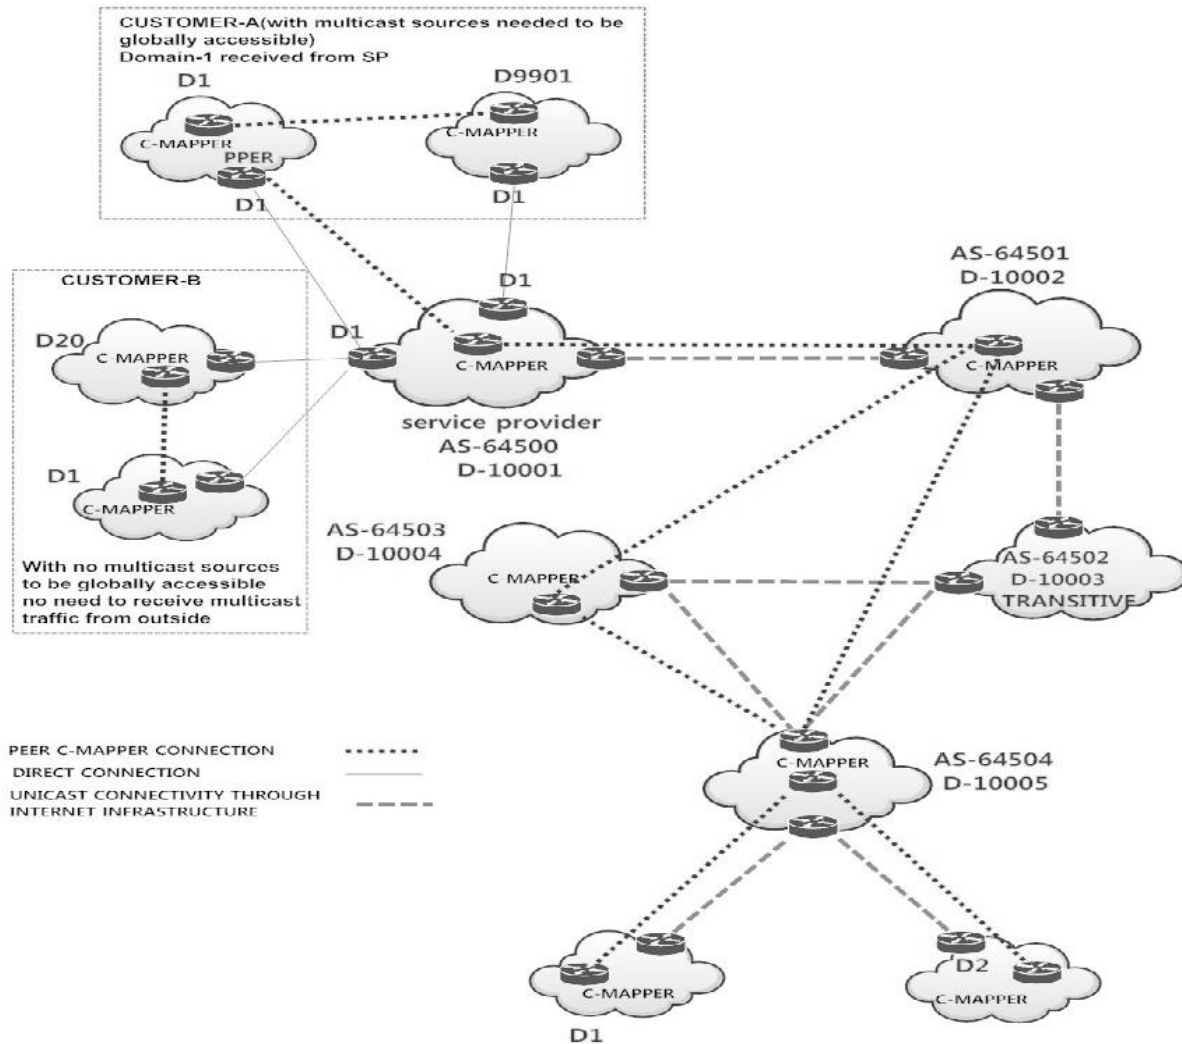 CUSTOMER-A(with multicast sources needed to be
globally accessible)
Domain-1 received from SP
D1
D9901
C-MAPPER
C-MAPPER
PPER
D1
D1
CUSTOMER-B
D20
C-MAPPER
D1
C-MAPPER
With no multicast sources
to be globally accessible
no need to receive multicast
traffic from outside
D1
D1
C-MAPPER
service provider
AS-64500
D-10001
AS-64501
D-10002
C-MAPPER
AS-64503
D-10004
C-MAPPER
AS-64502
D-10003
TRANSITIVE
C-MAPPER
AS-64504
D-10005
PEER C-MAPPER CONNECTION
DIRECT CONNECTION
UNICAST CONNECTIVITY THROUGH
INTERNET INFRASTRUCTURE
C-MAPPER
D1
D2
C-MAPPER